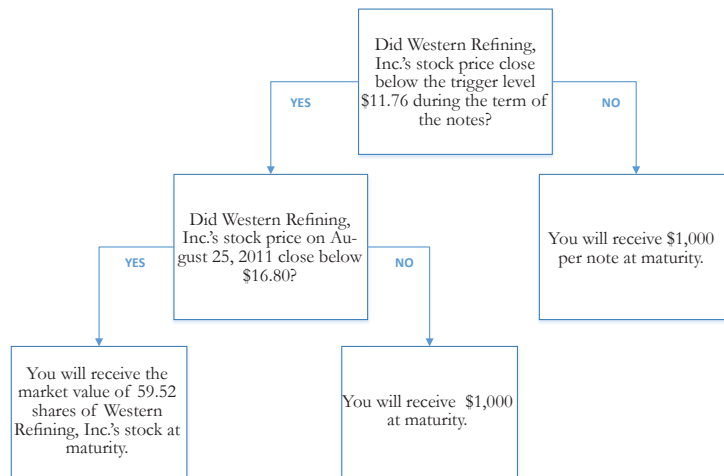 Did Western Refining,
Inc.'s stock price close
below the trigger level
$11.76 during the term of
the notes?
YES
NO
Did Western Refining,
Inc.'s stock price on Au-
gust 25, 2011 close below
$16.80?
You will receive $1,000
per note at maturity.
YES
NO
You will receive the
market value of 59.52
shares of Western
Refining, Inc.'s stock at
maturity.
You will receive $1,000
at maturity.